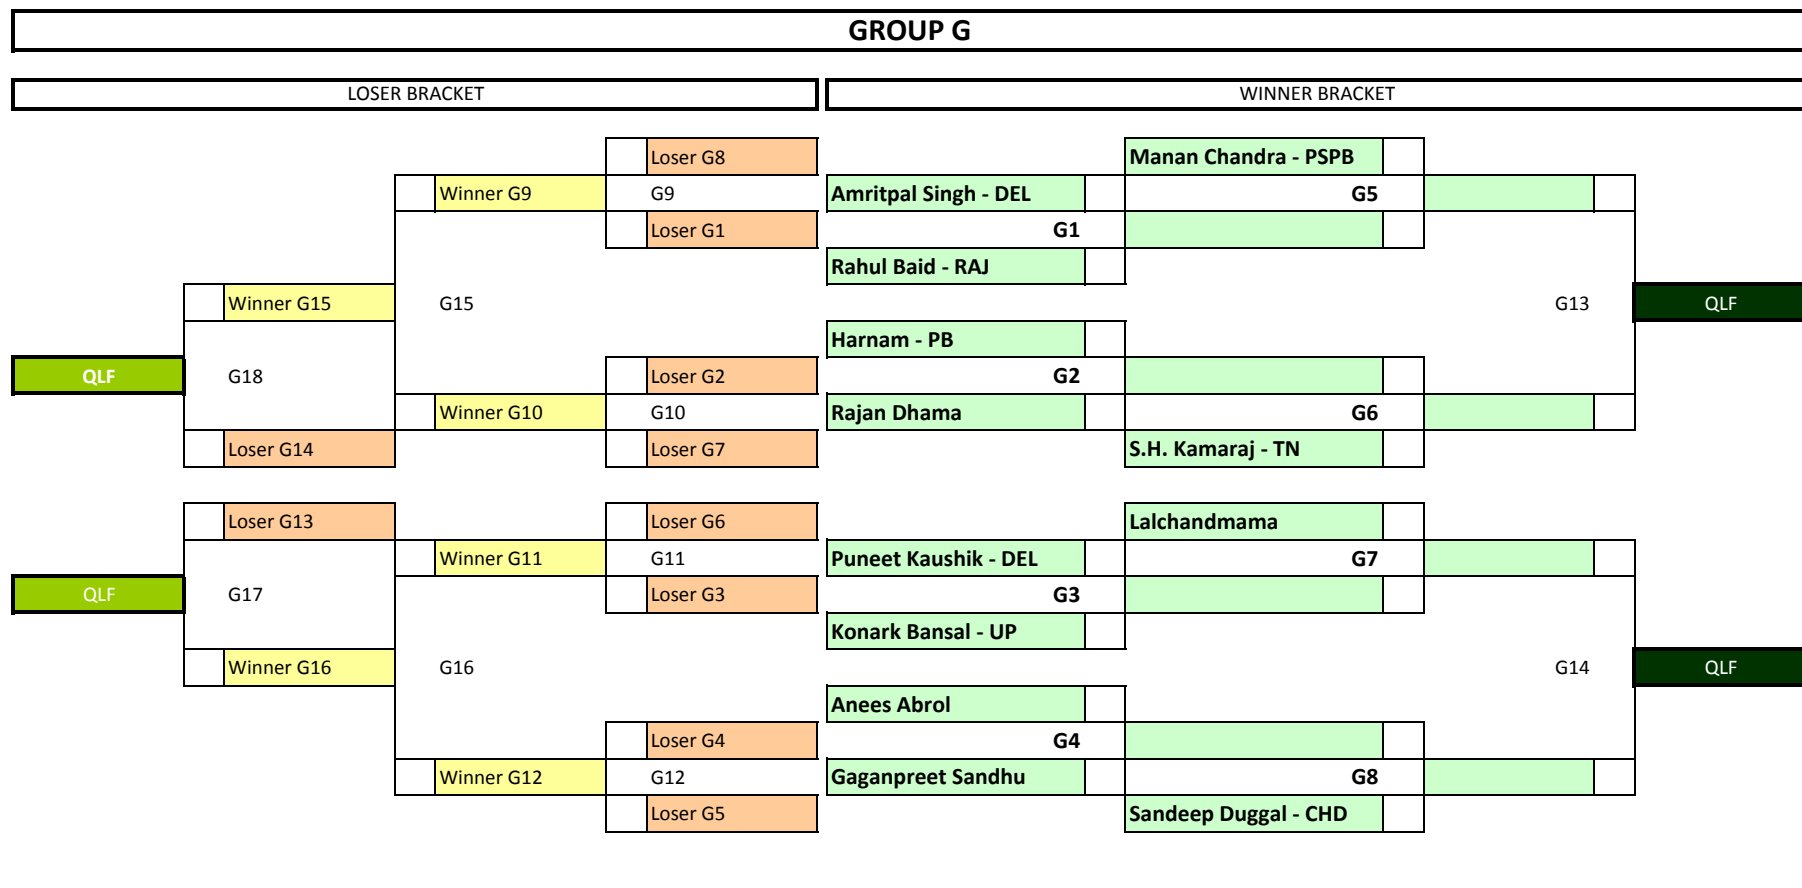 GROUP G
LOSER BRACKET WINNER BRACKET
Loser G8 Manan Chandra - PSPB
Winner G9 G9 Amritpal Singh - DEL G5
Loser G1 G1
Rahul Baid - RAJ
Winner G15 G15 G13 QLF
Harnam - PB
QLF G18 Loser G2 G2
Winner G10 G10 Rajan Dhama G6
Loser G14 Loser G7 S.H. Kamaraj - TN
Loser G13 Loser G6 Lalchandmama
Winner G11 G11 Puneet Kaushik - DEL G7
QLF G17 Loser G3 G3
Konark Bansal - UP
Winner G16 G16 G14 QLF
Anees Abrol
Loser G4 G4
Winner G12 G12 Gaganpreet Sandhu G8
Loser G5 Sandeep Duggal - CHD